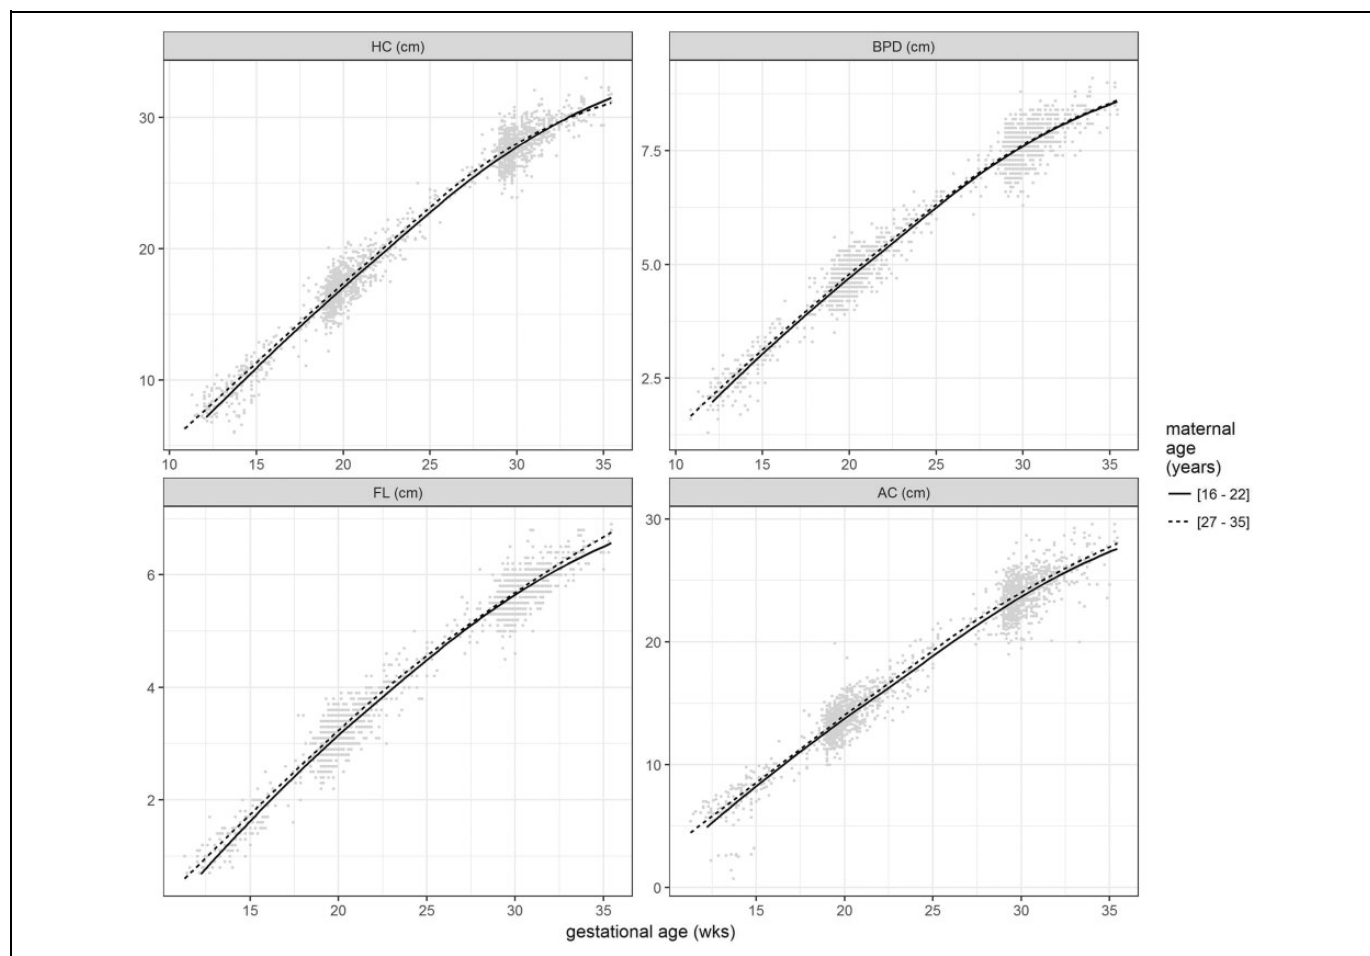 HC (cm) BPD (cm)
30
20
10
7.5
5.0
2.5
10 15 20 25 30 35 10 15 20 25 30 35
FL (cm) AC (cm)
6
4
2
30
20
10
0
15 20 25 30 35 15 20 25 30 35
gestational age (wks)
maternal
age
(years)
[16 - 22]
[27 - 35]